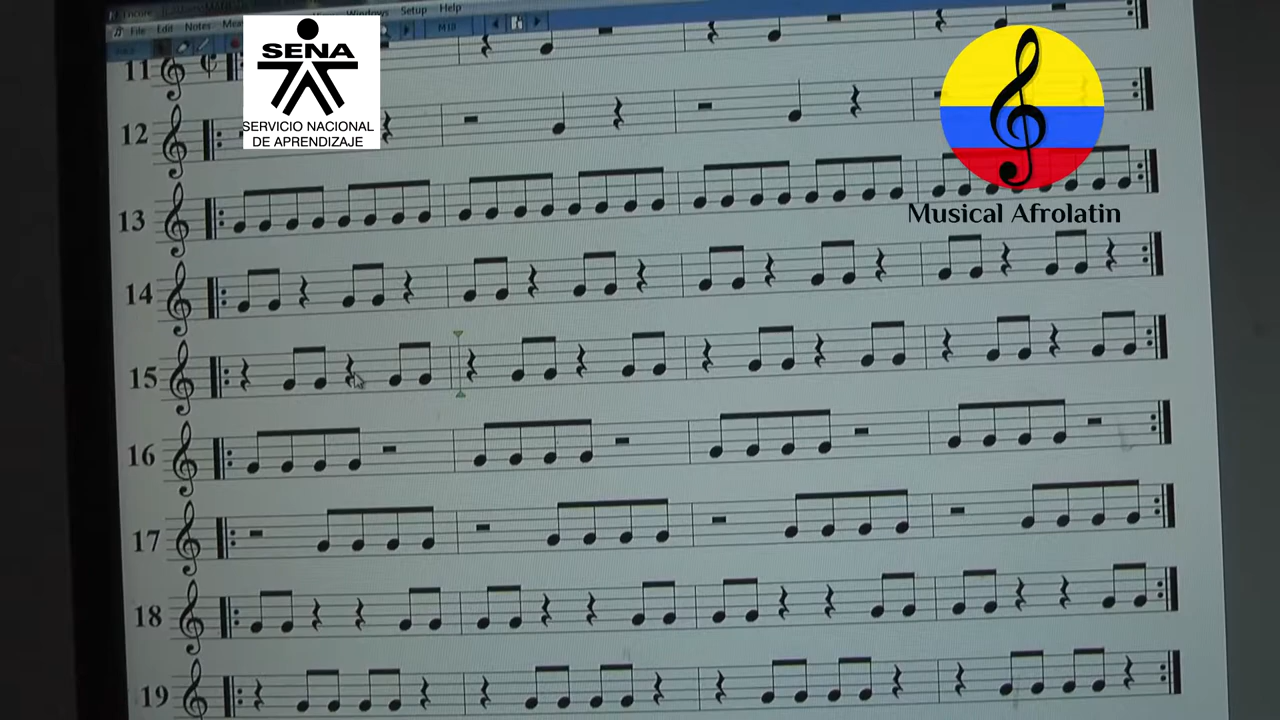 File Edit Notes Windows Setup Help
M10
SENA
SERVICIO NACIONAL
DE APRENDIZAJE
Musical Afrolatin
11
12
13
14
15
16
17
18
19